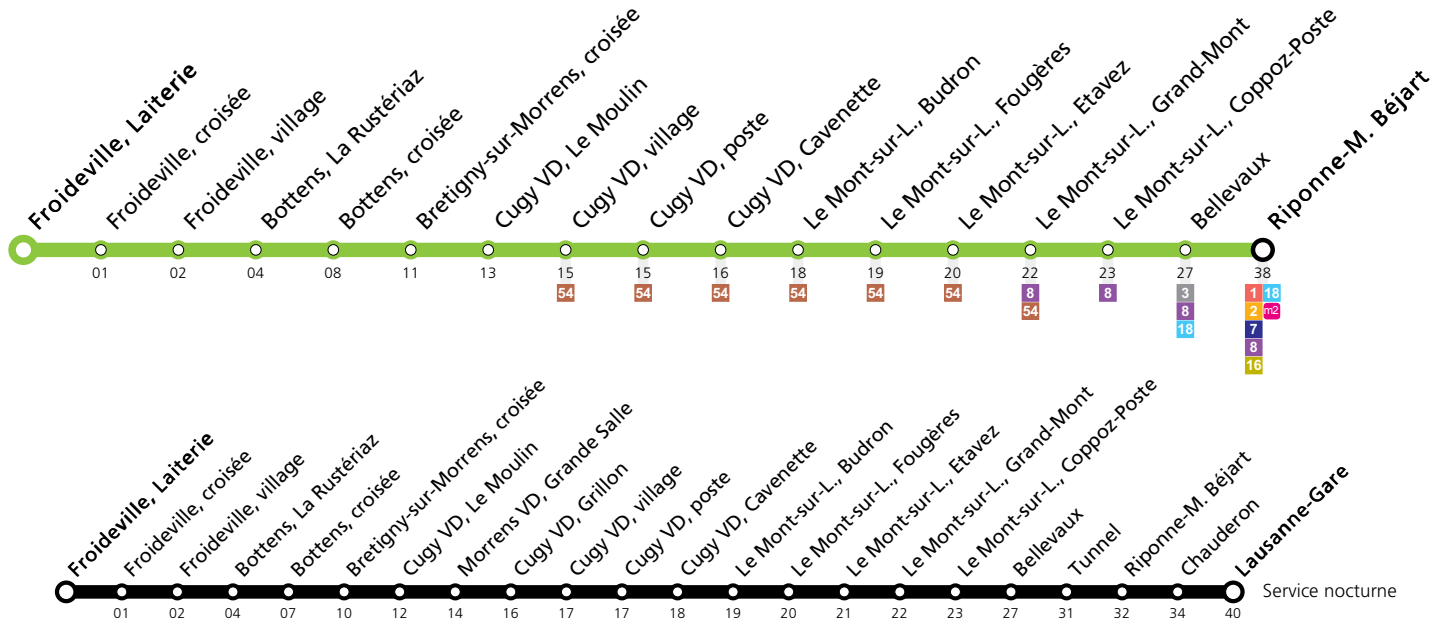 Froideville, Laiterie
Froideville, croisée
Froideville, village
Bottens, La Rustériaz
Bottens, croisée
Bretigny-sur-Morrens, croisée
Cugy VD, Le Moulin
Cugy VD, village
Cugy VD, poste
Cugy VD, Cavenette
Le Mont-sur-L., Budron
Le Mont-sur-L., Fougères
Le Mont-sur-L., Etavez
Le Mont-sur-L., Grand-Mont
Le Mont-sur-L., Coppoz-Poste
Bellevaux
Riponne-M. Béjart
01 02 04 08 11 13 15 15 16 18 19 20 22 23 27 38
54 54 54 54 54 54 8 8 3 1 18
54 8 2 m2
18 7
8
16
Froideville, Laiterie
Froideville, croisée
Froideville, village
Bottens, La Rustériaz
Bottens, croisée
Bretigny-sur-Morrens, croisée
Cugy VD, Le Moulin
Morrens VD, Grande Salle
Cugy VD, Grillon
Cugy VD, village
Cugy VD, poste
Cugy VD, Cavenette
Le Mont-sur-L., Budron
Le Mont-sur-L., Fougères
Le Mont-sur-L., Etavez
Le Mont-sur-L., Grand-Mont
Le Mont-sur-L., Coppoz-Poste
Bellevaux
Tunnel
Riponne-M. Béjart
Chauderon
Lausanne-Gare
Service nocturne
01 02 04 07 10 12 14 16 17 17 18 19 20 21 22 23 27 31 32 34 40